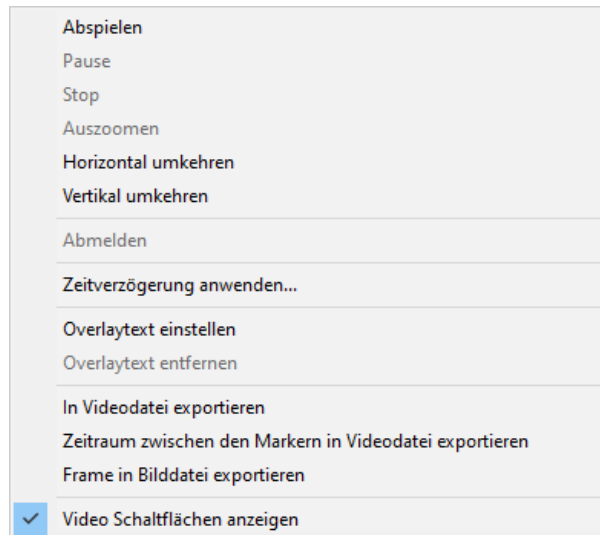 Abspielen
Pause
Stop
Auszoomen
Horizontal umkehren
Vertikal umkehren
Abmelden
Zeitverzögerung anwenden...
Overlaytext einstellen
Overlaytext entfernen
In Videodatei exportieren
Zeitraum zwischen den Markern in Videodatei exportieren
Frame in Bilddatei exportieren
Video Schaltflächen anzeigen